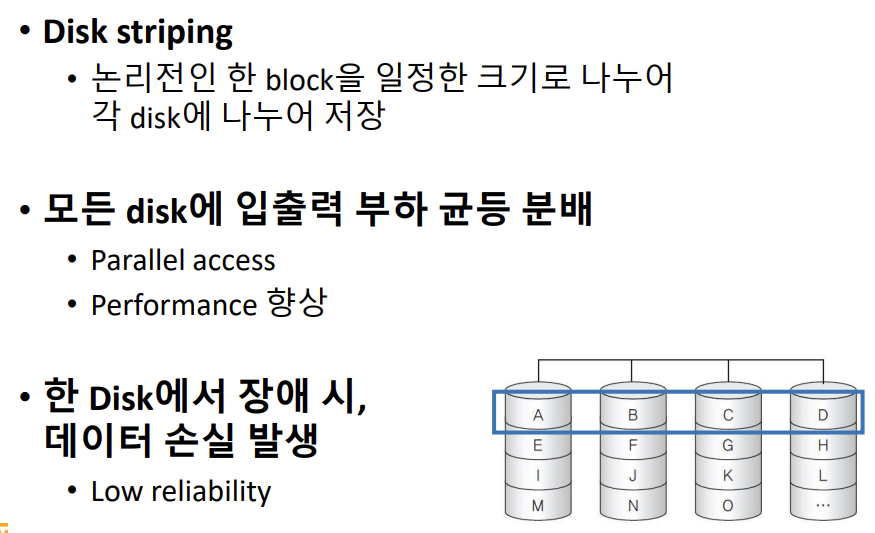 • Disk striping
• 논리전인 한 block을 일정한 크기로 나누어
각 disk에 나누어 저장
• 모든 disk에 입출력 부하 균등 분배
• Parallel access
• Performance 향상
• 한 Disk에서 장애 시,
데이터 손실 발생
• Low reliability
A B C D
E F G H
I J K L
M N O ...